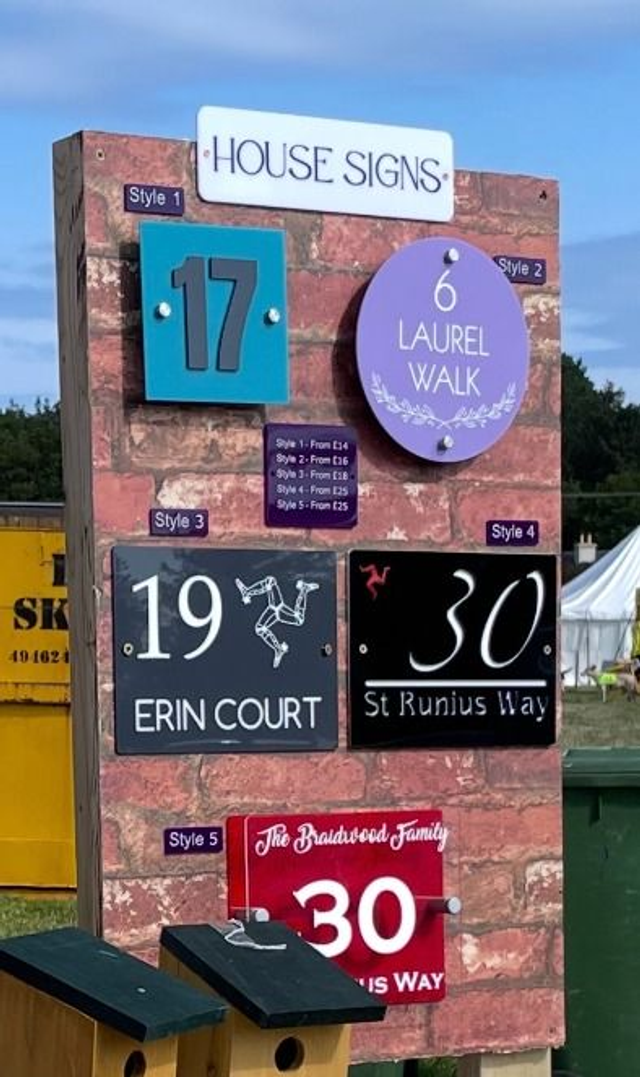 HOUSE SIGNS
Style 1
17
Style 2
6
LAUREL
WALK
Style 1 - From £14
Style 2 - From £16
Style 3 - From £18
Style 4 - From £25
Style 5 - From £25
Style 3
19
ERIN COURT
Style 4
30
St Runius Way
Style 5
The Braidwood Family
30
WAY
SK